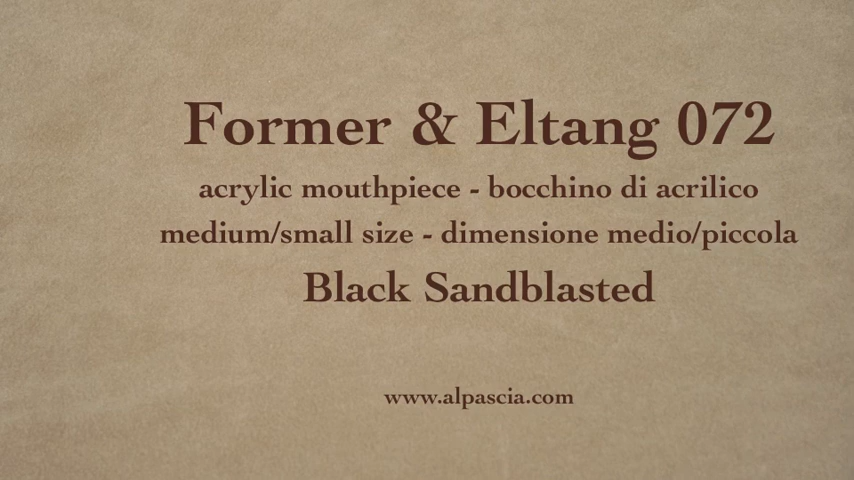 Former & Eltang 072
acrylic mouthpiece - bocchino di acrilico
medium/small size - dimensione medio/piccola
Black Sandblasted
www.alpascia.com